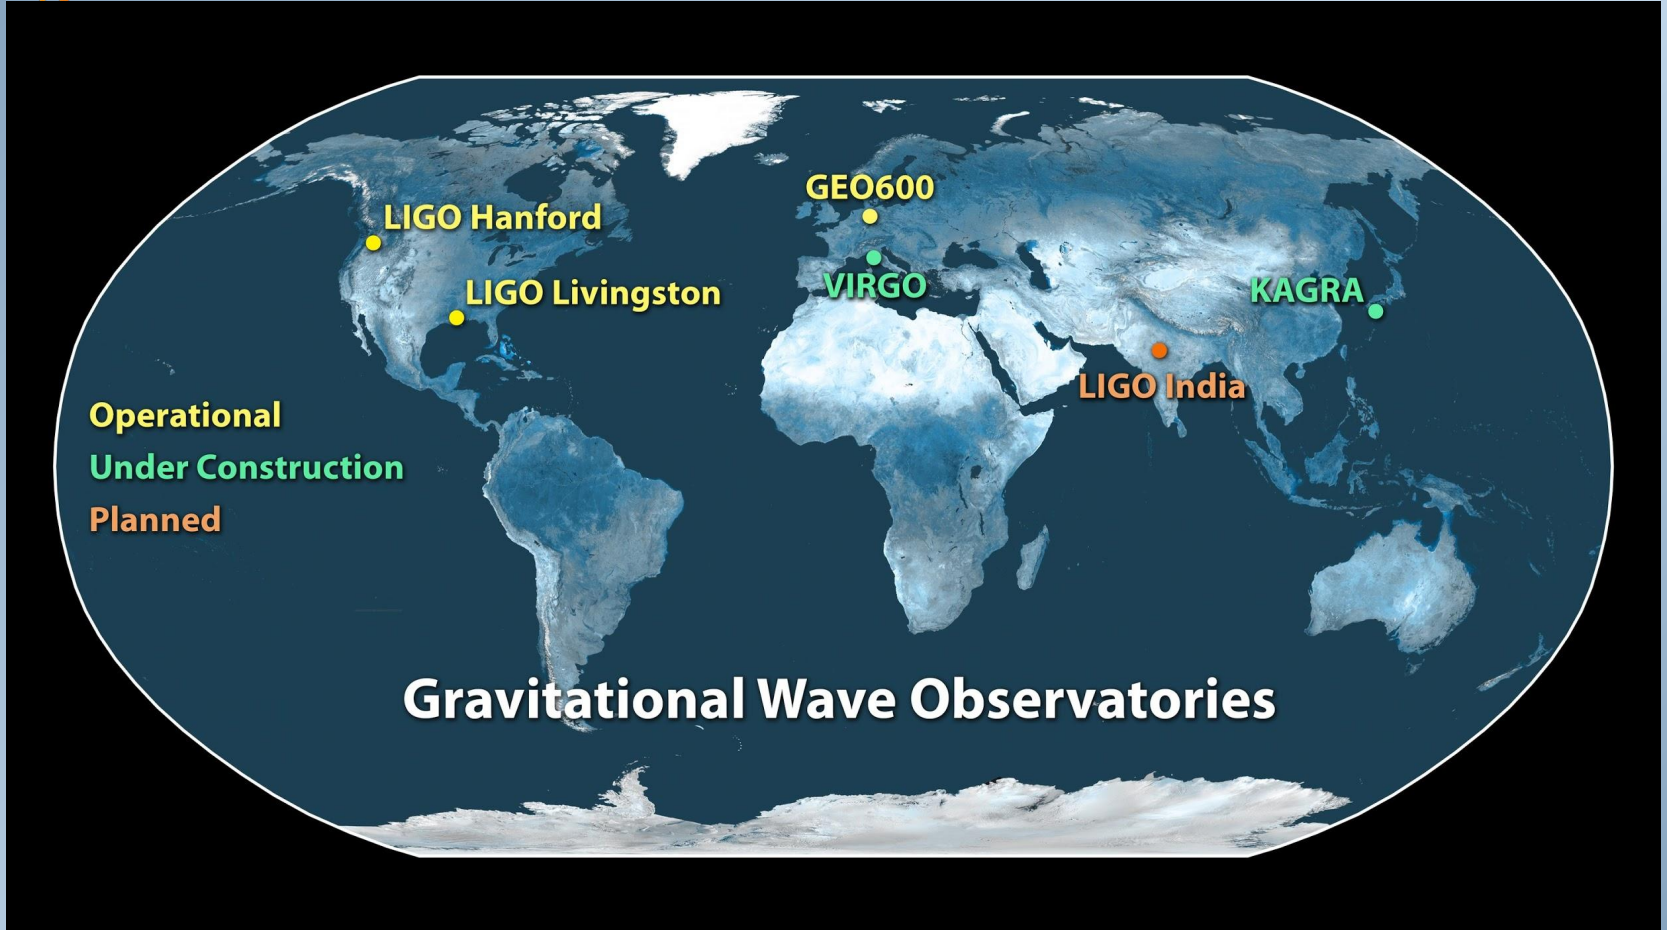 GEO600
LIGO Hanford
VIRGO
LIGO Livingston
KAGRA
LIGO India
Operational
Under Construction
Planned
Gravitational Wave Observatories